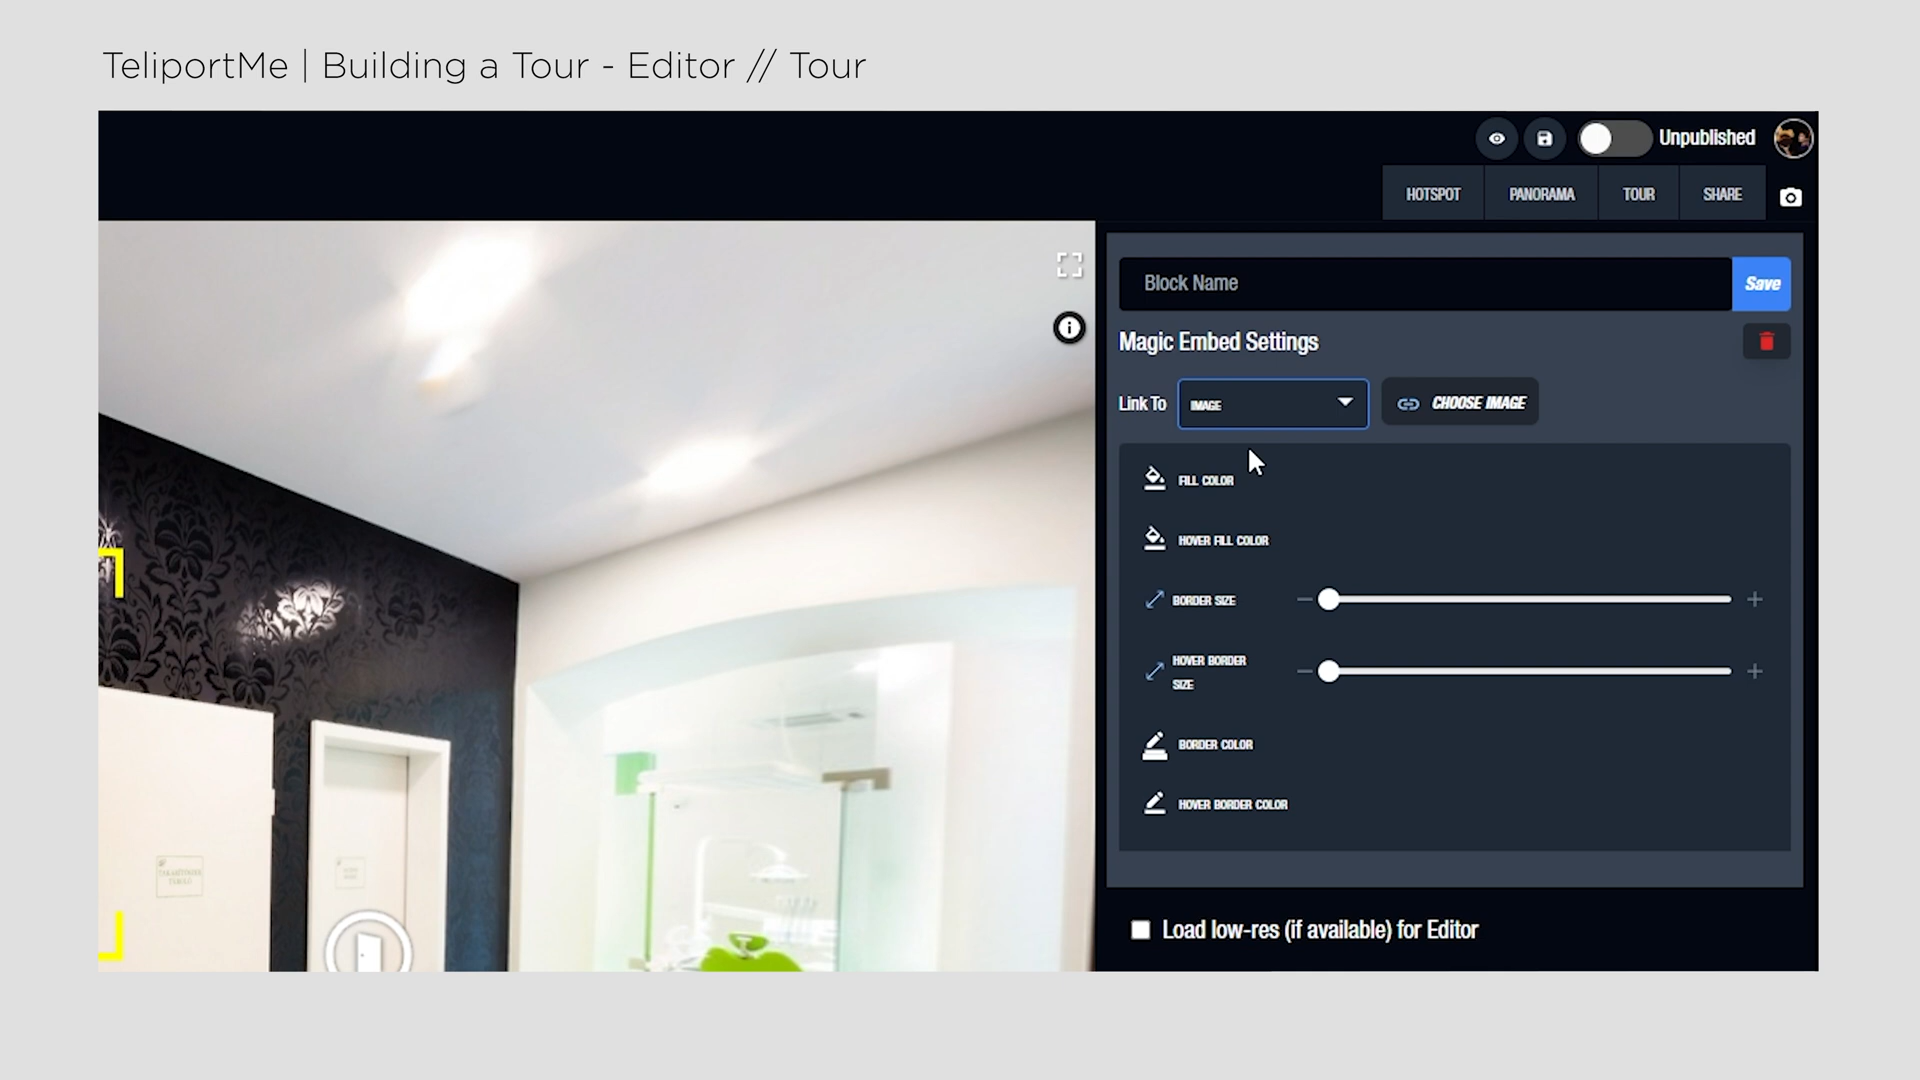 TeliportMe | Building a Tour - Editor // Tour
Unpublished
HOTSPOT PANORAMA TOUR SHARE
Block Name Save
Magic Embed Settings
Link To IMAGE CHOOSE IMAGE
FILL COLOR
HOVER FILL COLOR
BORDER SIZE
HOVER BORDER
SIZE
BORDER COLOR
HOVER BORDER COLOR
Load low-res (if available) for Editor